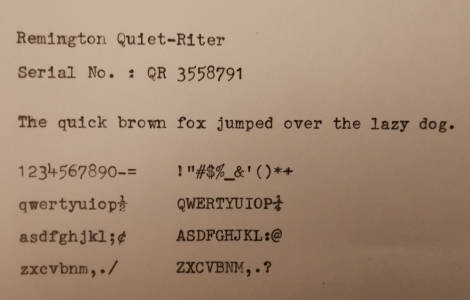 Remington Quiet-Riter
Serial No. : QR 3558791
The quick brown fox jumped over the lazy dog.
1234567890-= !"#$%_&'()*+
qwertyuiop½ QWERTYUIOP¼
asdfghjkl;¢ ASDFGHJKL:@
zxcvbnm,./ ZXCVBNM,.?